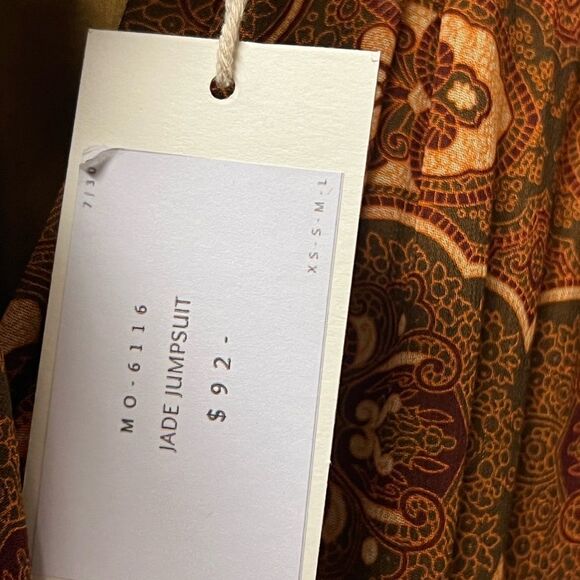 7/30
XS-S-M-L
MO-6116
JADE JUMPSUIT
$92-